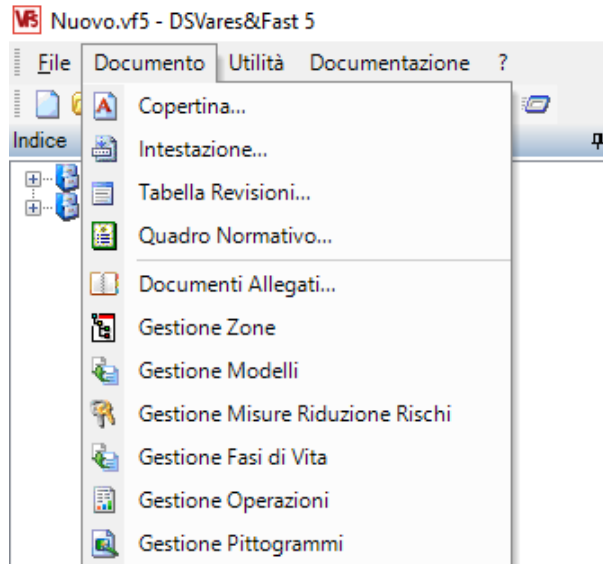 VF5 Nuovo.vf5 - DSVares&Fast 5
File Documento Utilità Documentazione ?
Indice
Copertina...
Intestazione...
Tabella Revisioni...
Quadro Normativo...
Documenti Allegati...
Gestione Zone
Gestione Modelli
Gestione Misure Riduzione Rischi
Gestione Fasi di Vita
Gestione Operazioni
Gestione Pittogrammi